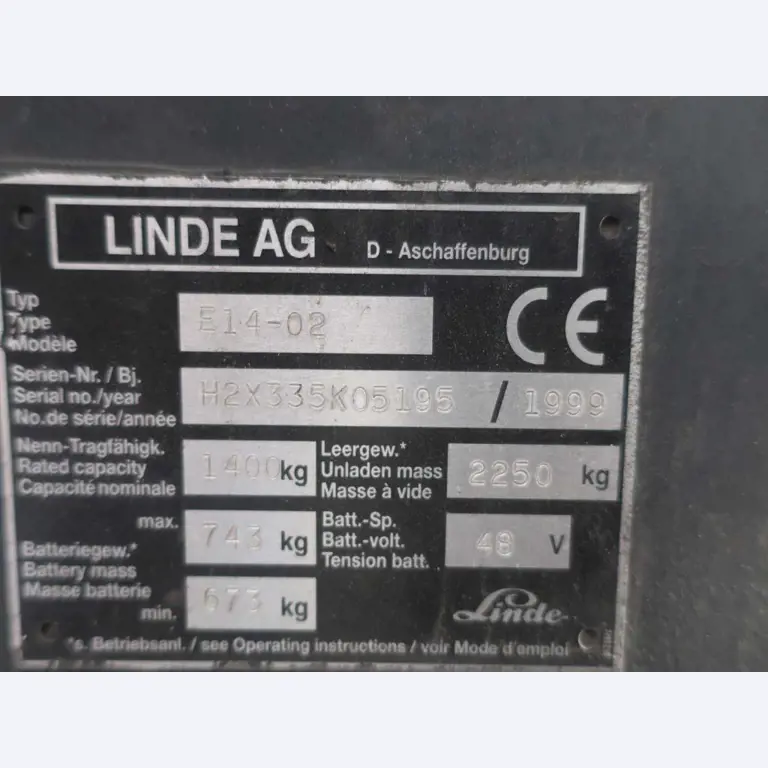 LINDE AG D - Aschaffenburg
Typ
Type
Modèle
E14-02
CE
Serien-Nr. / Bj.
Serial no./year
No.de série/année
H2X335K05195 / 1999
Nenn-Tragfähigk.
Rated capacity
Capacité nominale
1400 kg
Leergew.*
Unladen mass
Masse à vide
2250 kg
max. 743 kg
Batteriegew.*
Battery mass
Masse batterie
min. 673 kg
Batt.-Sp.
Batt.-volt.
Tension batt.
48 V
Linde
*s. Betriebsanl. / see Operating instructions / voir Mode d'emploi